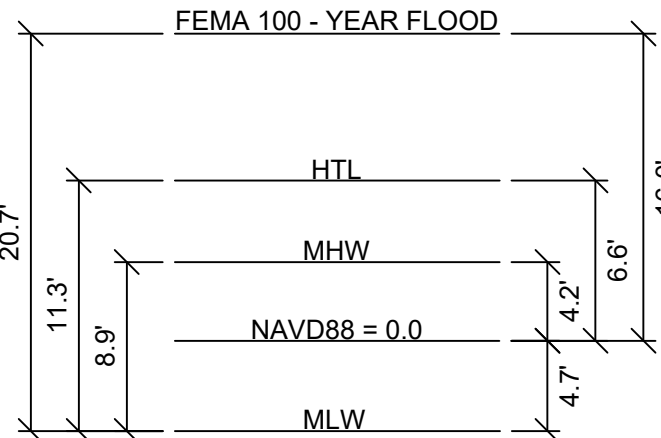 FEMA 100 - YEAR FLOOD
HTL
20.7'
6.6'
MHW
11.3'
4.2'
8.9'
NAVD88 = 0.0
4.7'
MLW